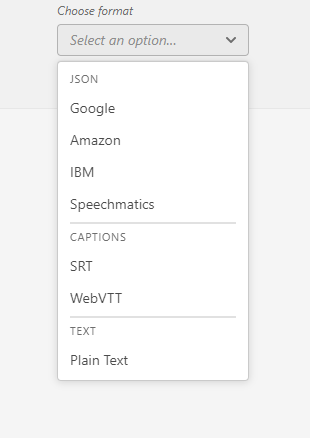 Choose format
Select an option...
JSON
Google
Amazon
IBM
Speechmatics
CAPTIONS
SRT
WebVTT
TEXT
Plain Text